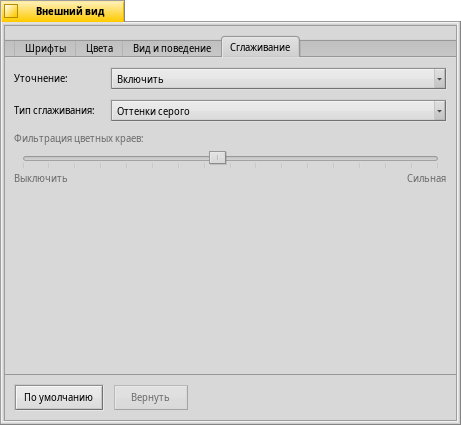 Внешний вид
Шрифты Цвета Вид и поведение Сглаживание
Уточнение: Включить
Тип сглаживания: Оттенки серого
Фильтрация цветных краев:
Выключить Сильная
По умолчанию Вернуть